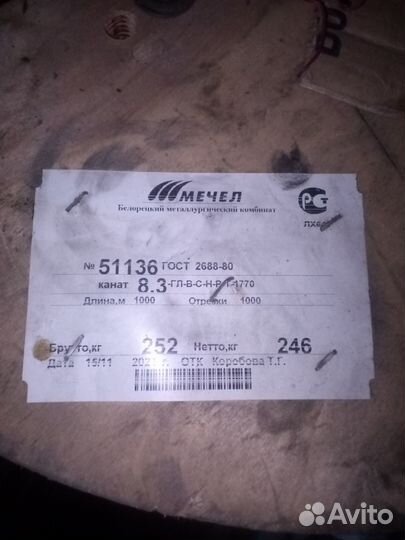 МЕЧЕЛ
Белорецкий металлургический комбинат
№ 51136 ГОСТ 2688-80
канат 8.3-ГЛ-В-С-Н-Р-Т-1770
Длина,м 1000 Отрезки 1000
Брутто,кг 252 Нетто,кг 246
Дата 15/11 ОТК Коробова Т.Г.
Avito